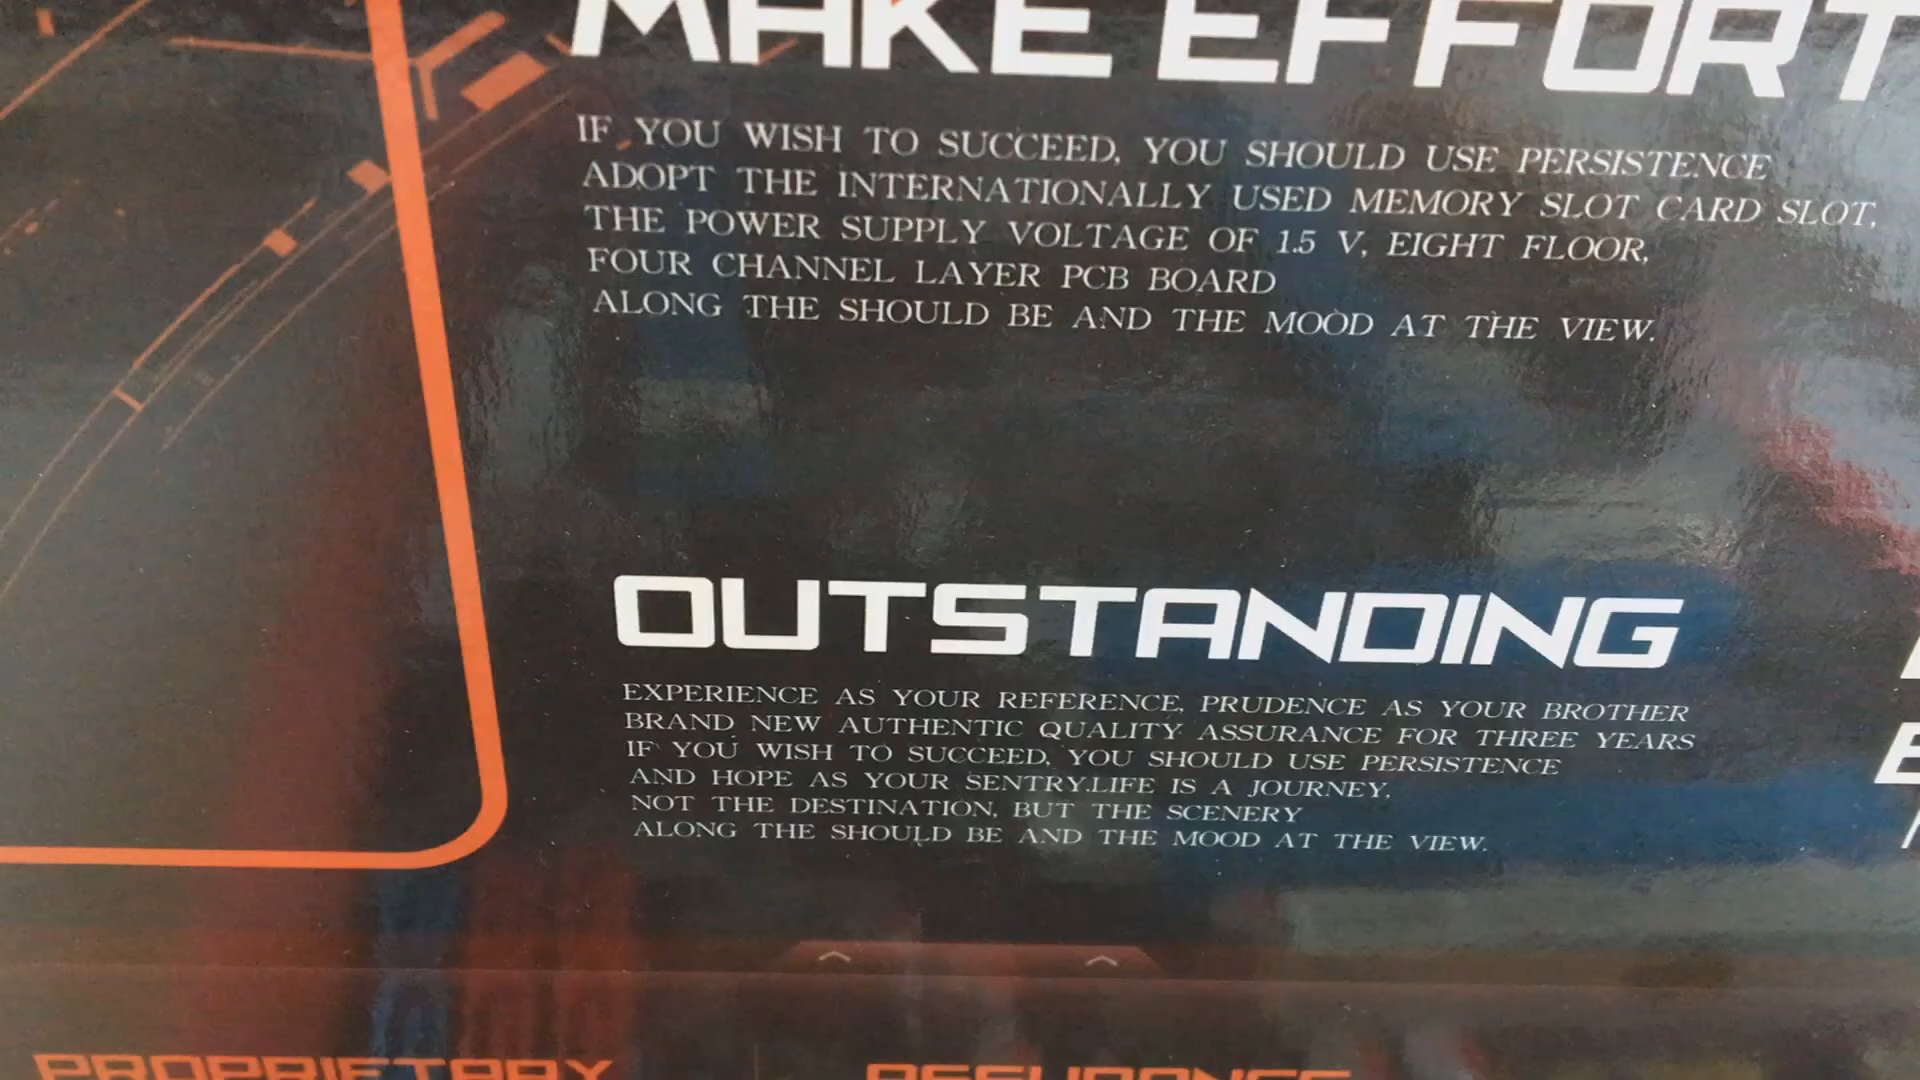 MAKE EFFORT
IF YOU WISH TO SUCCEED, YOU SHOULD USE PERSISTENCE
ADOPT THE INTERNATIONALLY USED MEMORY SLOT CARD SLOT,
THE POWER SUPPLY VOLTAGE OF 1.5 V, EIGHT FLOOR,
FOUR CHANNEL LAYER PCB BOARD
ALONG THE SHOULD BE AND THE MOOD AT THE VIEW.
OUTSTANDING
EXPERIENCE AS YOUR REFERENCE, PRUDENCE AS YOUR BROTHER
BRAND NEW AUTHENTIC QUALITY ASSURANCE FOR THREE YEARS
IF YOU WISH TO SUCCEED, YOU SHOULD USE PERSISTENCE
AND HOPE AS YOUR SENTRY.LIFE IS A JOURNEY,
NOT THE DESTINATION, BUT THE SCENERY
ALONG THE SHOULD BE AND THE MOOD AT THE VIEW.
PROPRIETARY
ASSURANCE